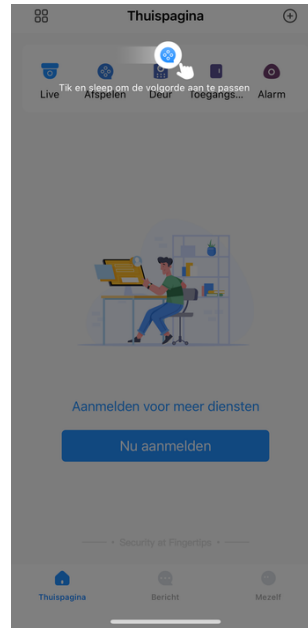 Thuispagina
Tik en sleep om de volgorde aan te passen
Live
Afspelen
Deur
Toegangs...
Alarm
Aanmelden voor meer diensten
Nu aanmelden
Security at Fingertips
Thuispagina
Bericht
Mezelf